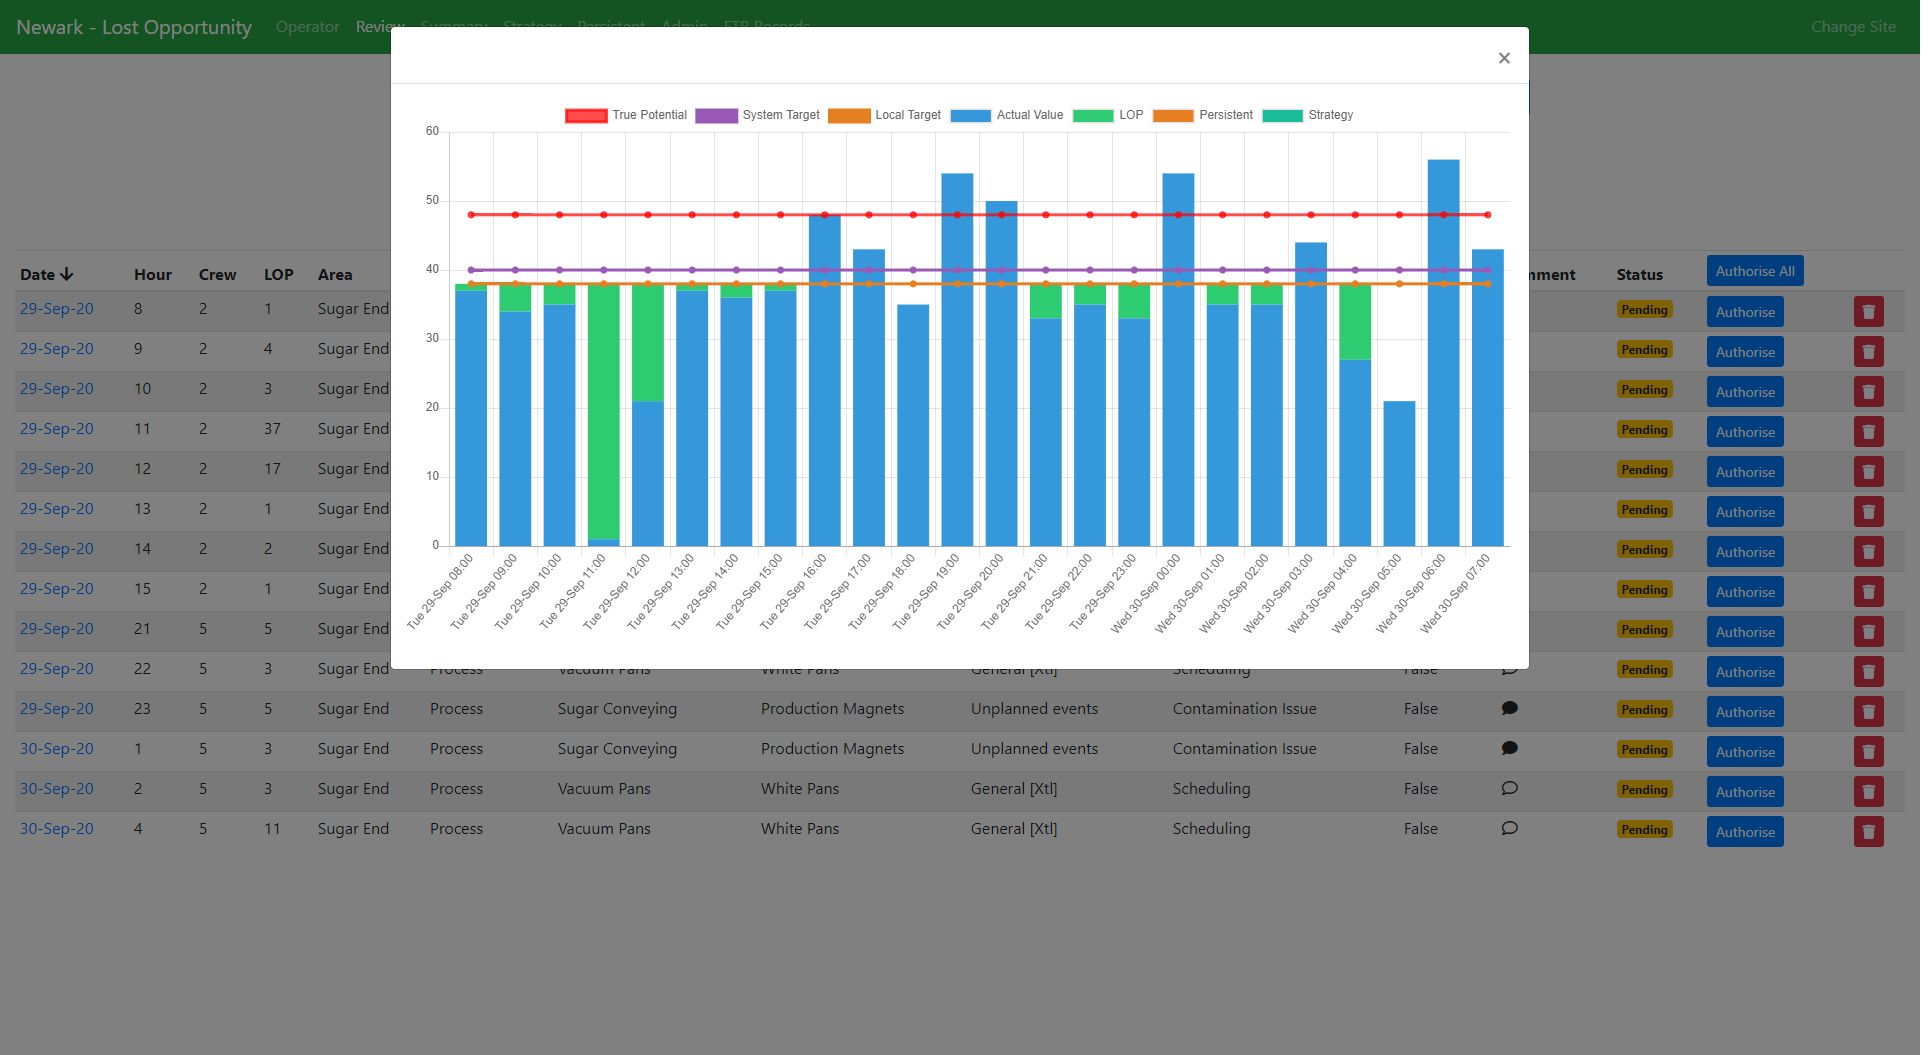 Newark - Lost Opportunity Operator Review Summary Strategy Persistent Admin FTR Records Change Site
×
True Potential System Target Local Target Actual Value LOP Persistent Strategy
60
50
40
30
20
10
0
Tue 29-Sep 08:00 Tue 29-Sep 09:00 Tue 29-Sep 10:00 Tue 29-Sep 11:00 Tue 29-Sep 12:00 Tue 29-Sep 13:00 Tue 29-Sep 14:00 Tue 29-Sep 15:00 Tue 29-Sep 16:00 Tue 29-Sep 17:00 Tue 29-Sep 18:00 Tue 29-Sep 19:00 Tue 29-Sep 20:00 Tue 29-Sep 21:00 Tue 29-Sep 22:00 Tue 29-Sep 23:00 Wed 30-Sep 00:00 Wed 30-Sep 01:00 Wed 30-Sep 02:00 Wed 30-Sep 03:00 Wed 30-Sep 04:00 Wed 30-Sep 05:00 Wed 30-Sep 06:00 Wed 30-Sep 07:00
Date Hour Crew LOP Area mment Status Authorise All
29-Sep-20 8 2 1 Sugar End Pending Authorise
29-Sep-20 9 2 4 Sugar End Pending Authorise
29-Sep-20 10 2 3 Sugar End Pending Authorise
29-Sep-20 11 2 37 Sugar End Pending Authorise
29-Sep-20 12 2 17 Sugar End Pending Authorise
29-Sep-20 13 2 1 Sugar End Pending Authorise
29-Sep-20 14 2 2 Sugar End Pending Authorise
29-Sep-20 15 2 1 Sugar End Pending Authorise
29-Sep-20 21 5 5 Sugar End Pending Authorise
29-Sep-20 22 5 3 Sugar End Process Vacuum Pans White Pans General [Xtl] Scheduling False Pending Authorise
29-Sep-20 23 5 5 Sugar End Process Sugar Conveying Production Magnets Unplanned events Contamination Issue False Pending Authorise
30-Sep-20 1 5 3 Sugar End Process Sugar Conveying Production Magnets Unplanned events Contamination Issue False Pending Authorise
30-Sep-20 2 5 3 Sugar End Process Vacuum Pans White Pans General [Xtl] Scheduling False Pending Authorise
30-Sep-20 4 5 11 Sugar End Process Vacuum Pans White Pans General [Xtl] Scheduling False Pending Authorise